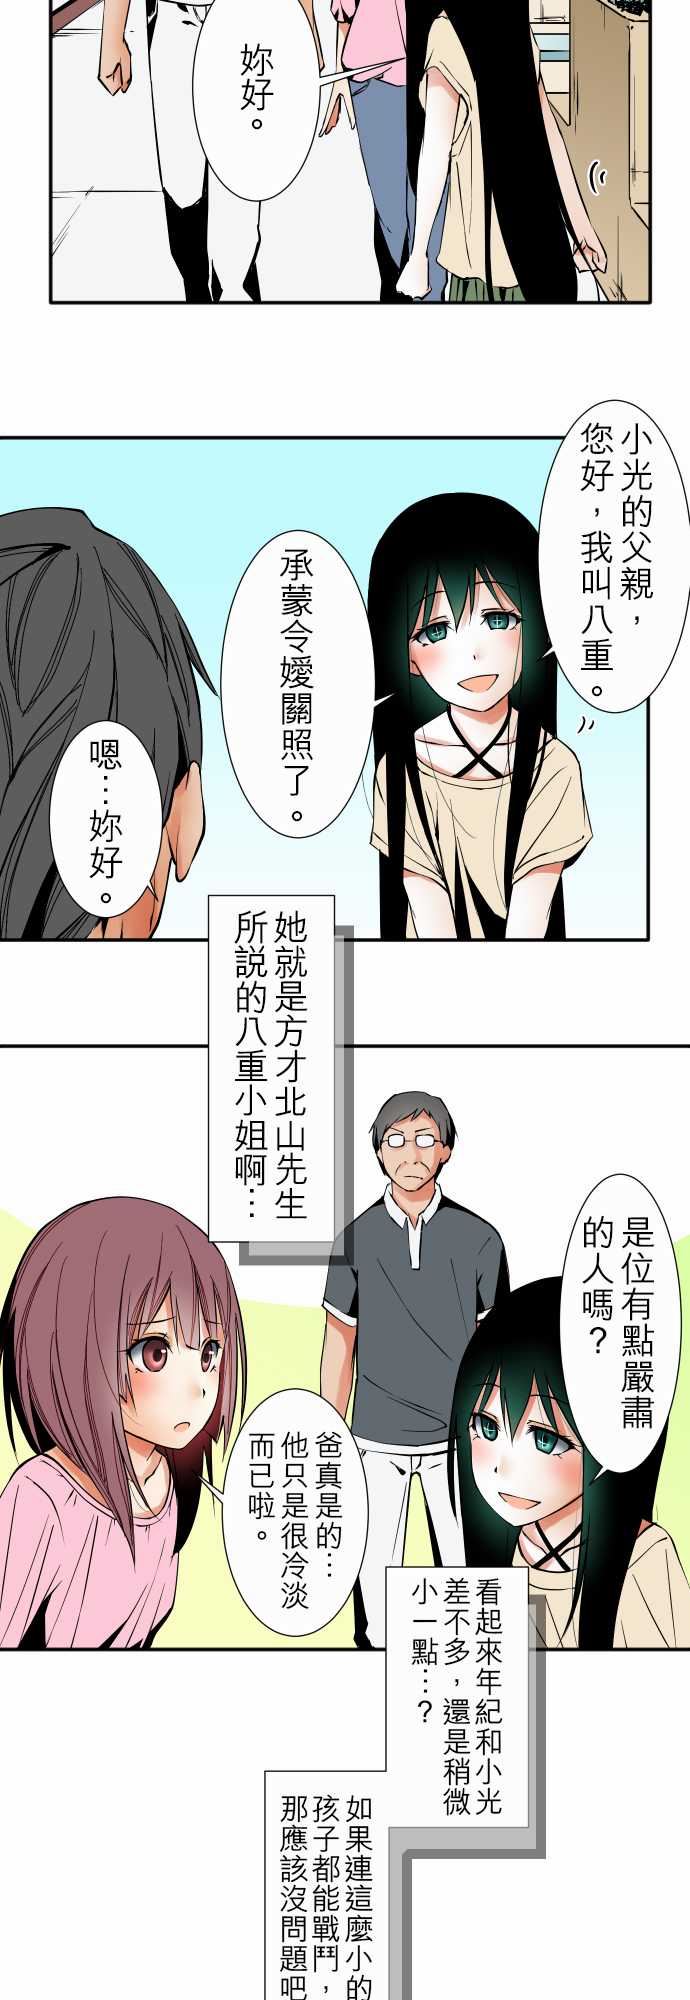 妳好。
小光的父親，
您好，我叫八重。
承蒙令嬡關照了。
嗯…妳好。
她就是方才北山先生
所說的八重小姐啊…
是位有點嚴肅
的人嗎？
爸真是的…
他只是很冷淡
而已啦。
看起來年紀和小光
差不多，還是稍微
小一點…？
如果連這麼小的
孩子都能戰鬥，
那應該沒問題吧